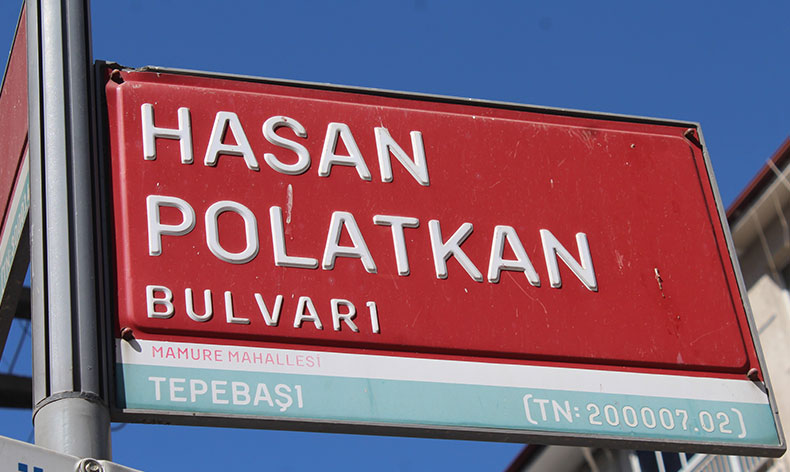 HASAN
POLATKAN
BULVARI
MAMURE MAHALLESİ
TEPEBAŞI
(TN: 200007.02)